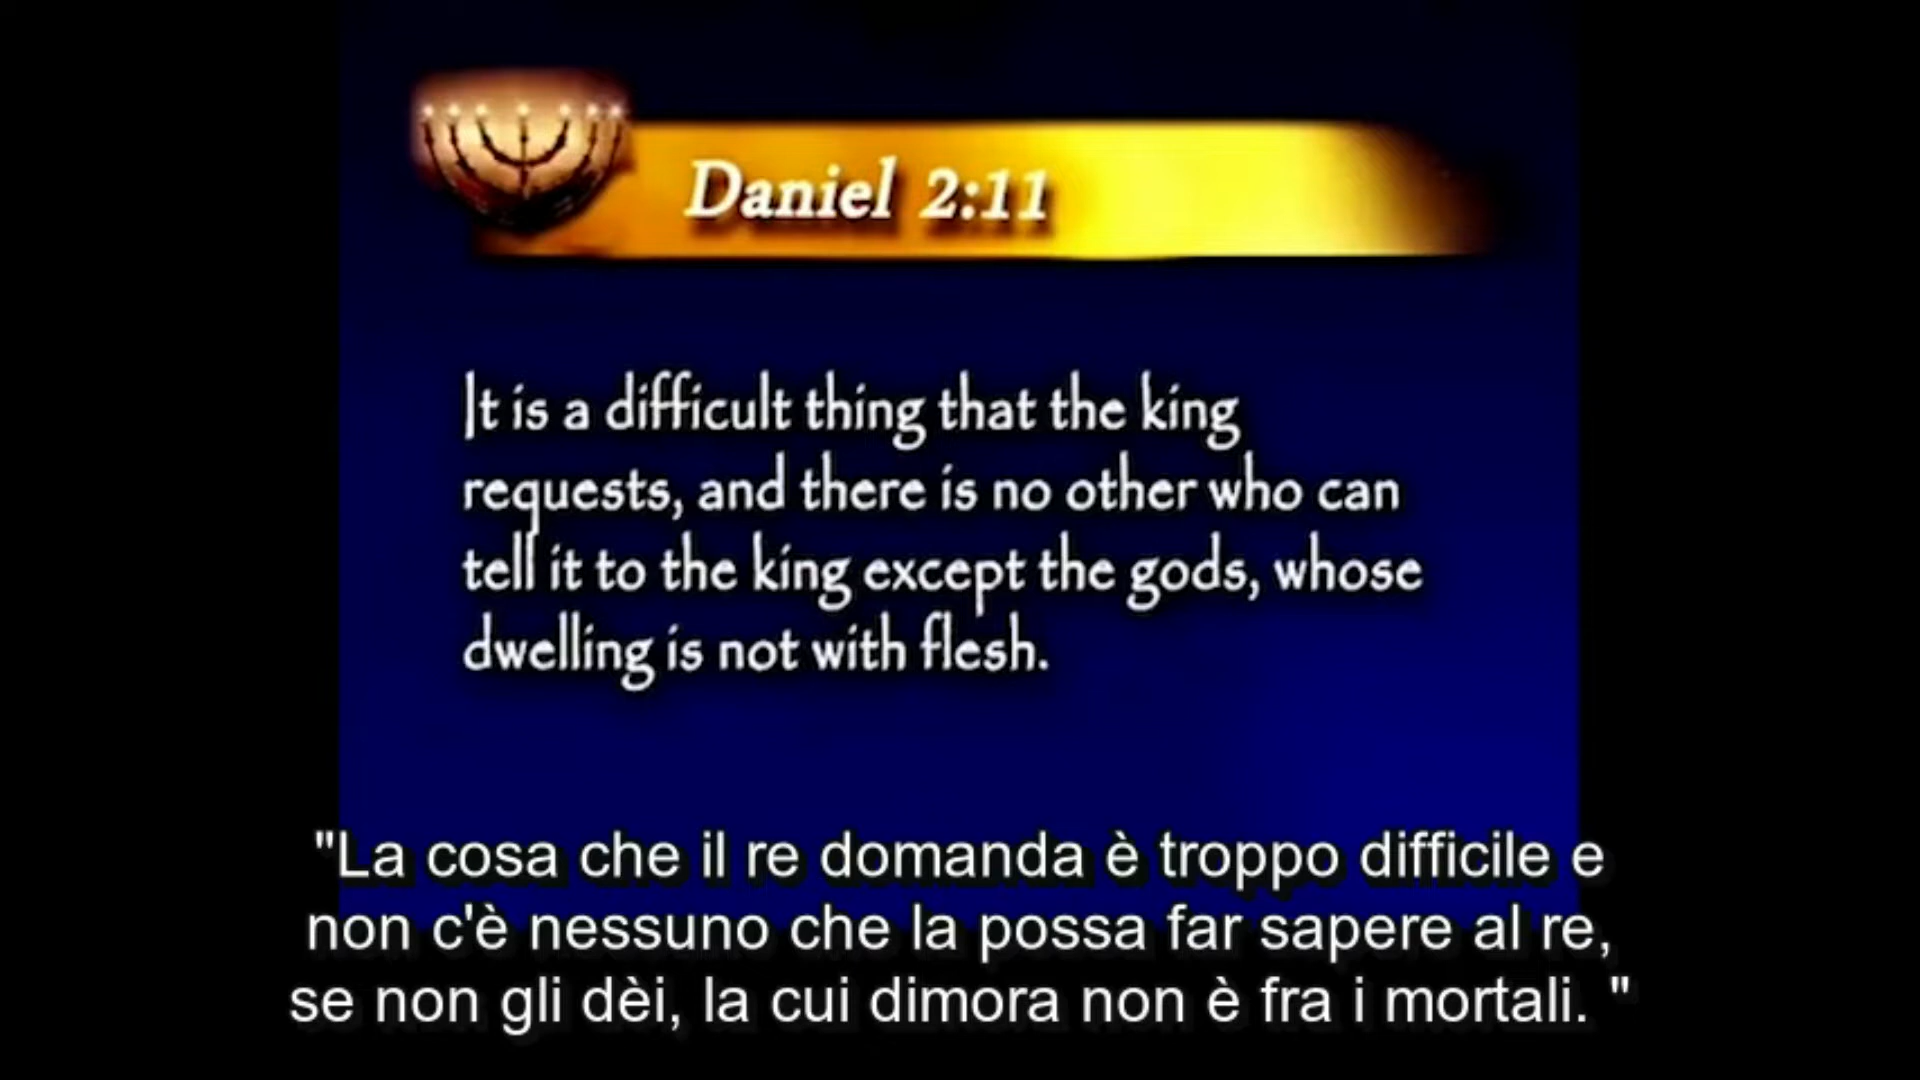 Daniel 2:11
It is a difficult thing that the king
requests, and there is no other who can
tell it to the king except the gods, whose
dwelling is not with flesh.
"La cosa che il re domanda è troppo difficile e
non c'è nessuno che la possa far sapere al re,
se non gli dèi, la cui dimora non è fra i mortali. "